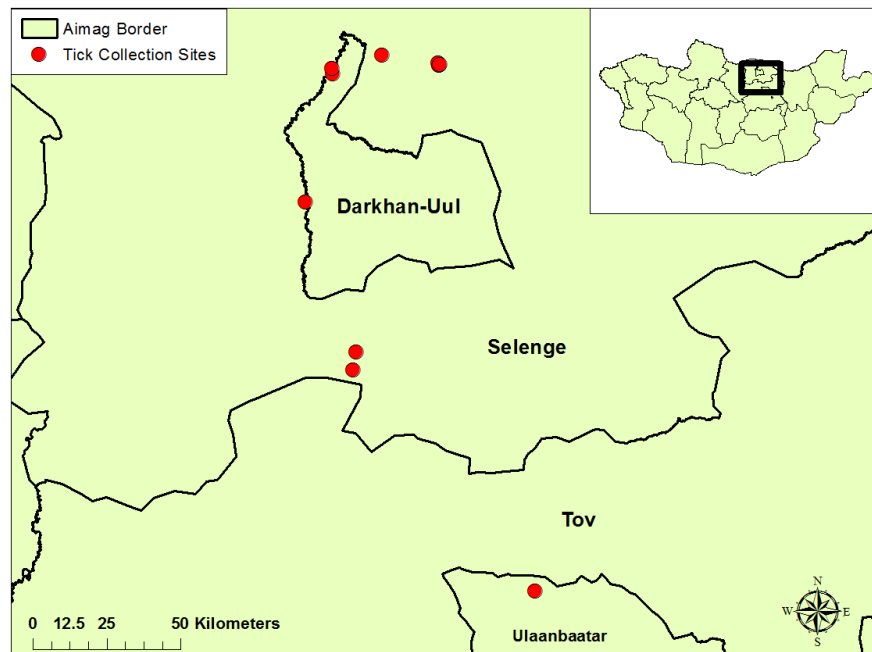 Aimag Border
Tick Collection Sites
Darkhan-Uul
Selenge
Tov
Ulaanbaatar
0 12.5 25 50 Kilometers
N
W E
S